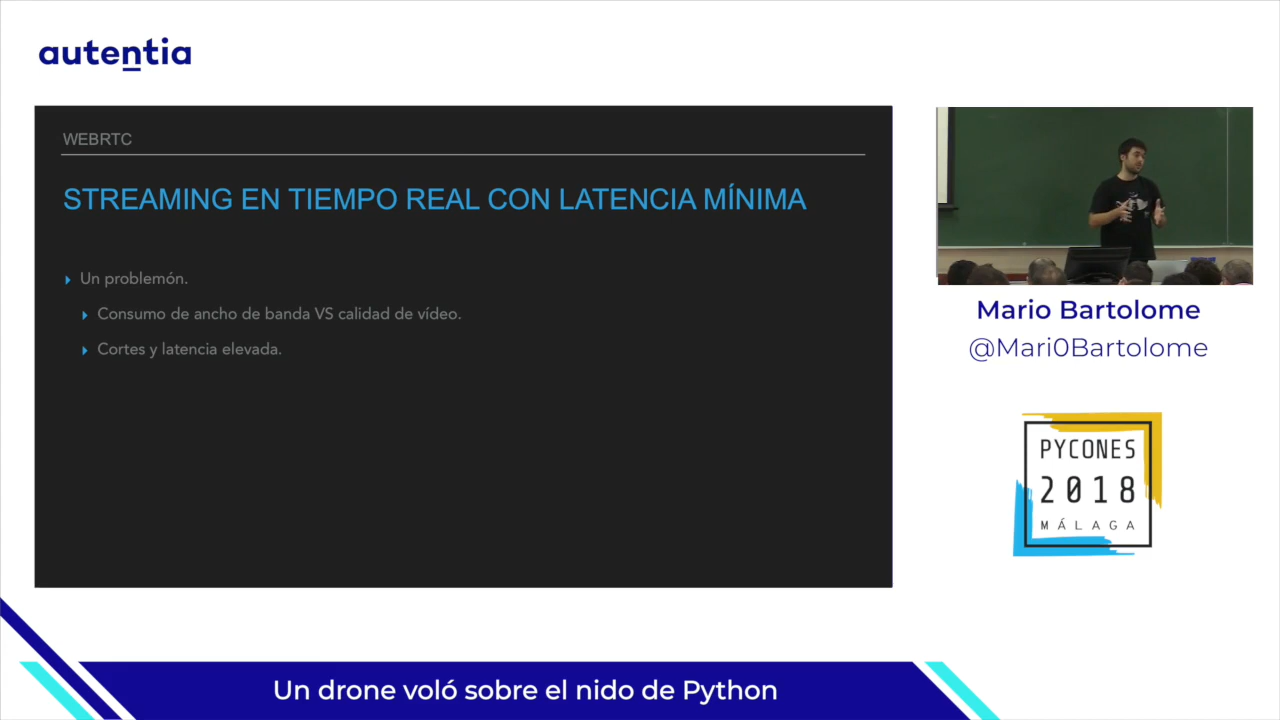 autentia
WEBRTC
STREAMING EN TIEMPO REAL CON LATENCIA MÍNIMA
Un problemón.
Consumo de ancho de banda VS calidad de vídeo.
Cortes y latencia elevada.
Mario Bartolome
@Mari0Bartolome
PYCONES
2018
MÁLAGA
Un drone voló sobre el nido de Python